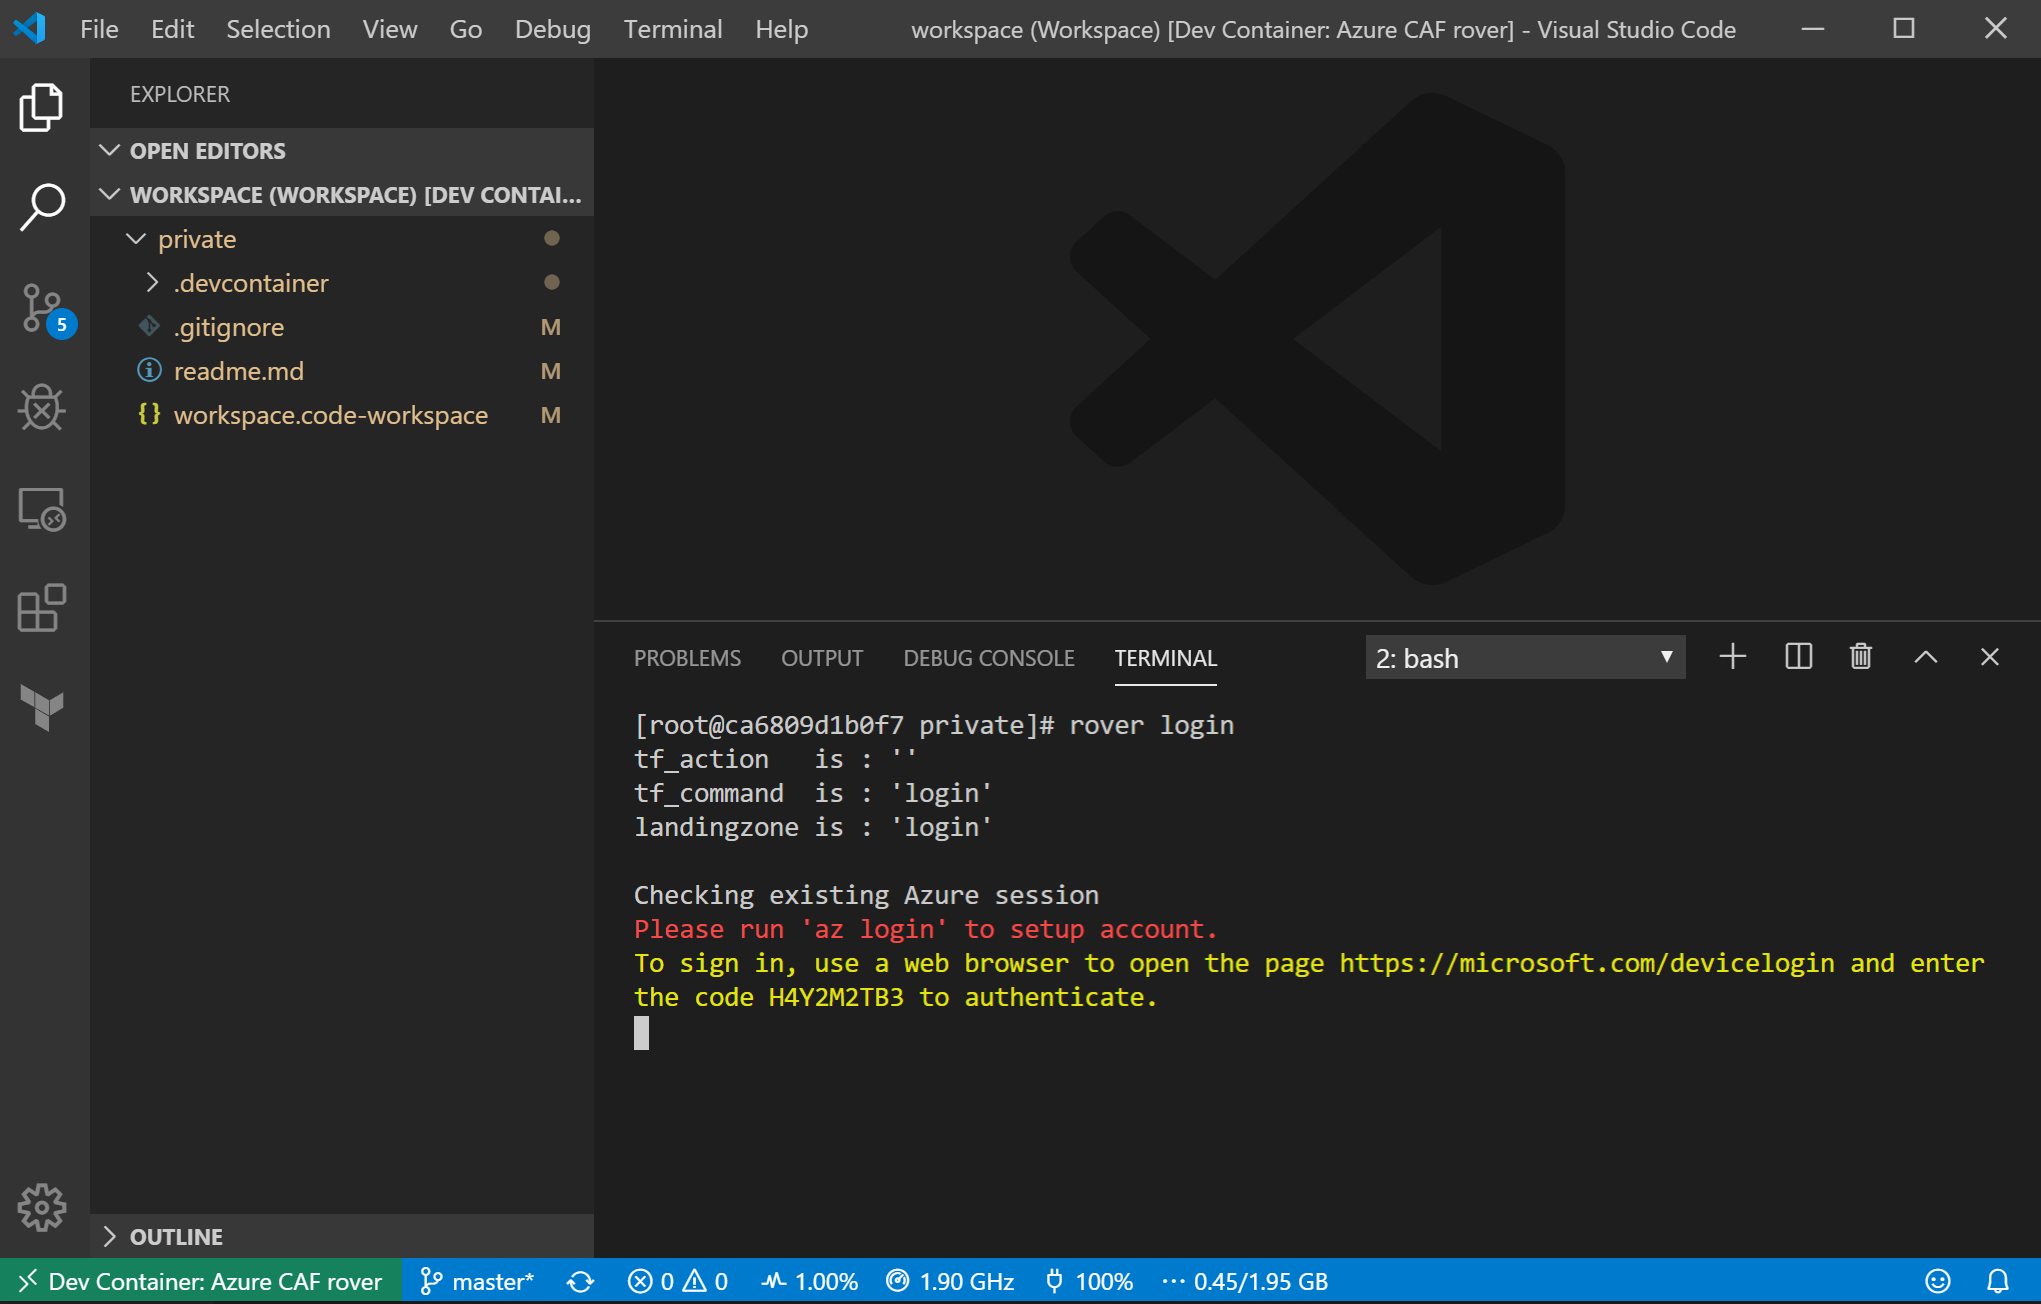 File Edit Selection View Go Debug Terminal Help workspace (Workspace) [Dev Container: Azure CAF rover] - Visual Studio Code
EXPLORER
OPEN EDITORS
WORKSPACE (WORKSPACE) [DEV CONTAI...
private
.devcontainer
.gitignore M
readme.md M
workspace.code-workspace M
5
PROBLEMS OUTPUT DEBUG CONSOLE TERMINAL 2: bash
[root@ca6809d1b0f7 private]# rover login
tf_action   is : ''
tf_command  is : 'login'
landingzone is : 'login'
Checking existing Azure session
Please run 'az login' to setup account.
To sign in, use a web browser to open the page https://microsoft.com/devicelogin and enter
the code H4Y2M2TB3 to authenticate.
OUTLINE
Dev Container: Azure CAF rover master* 0 0 1.00% 1.90 GHz 100% ··· 0.45/1.95 GB